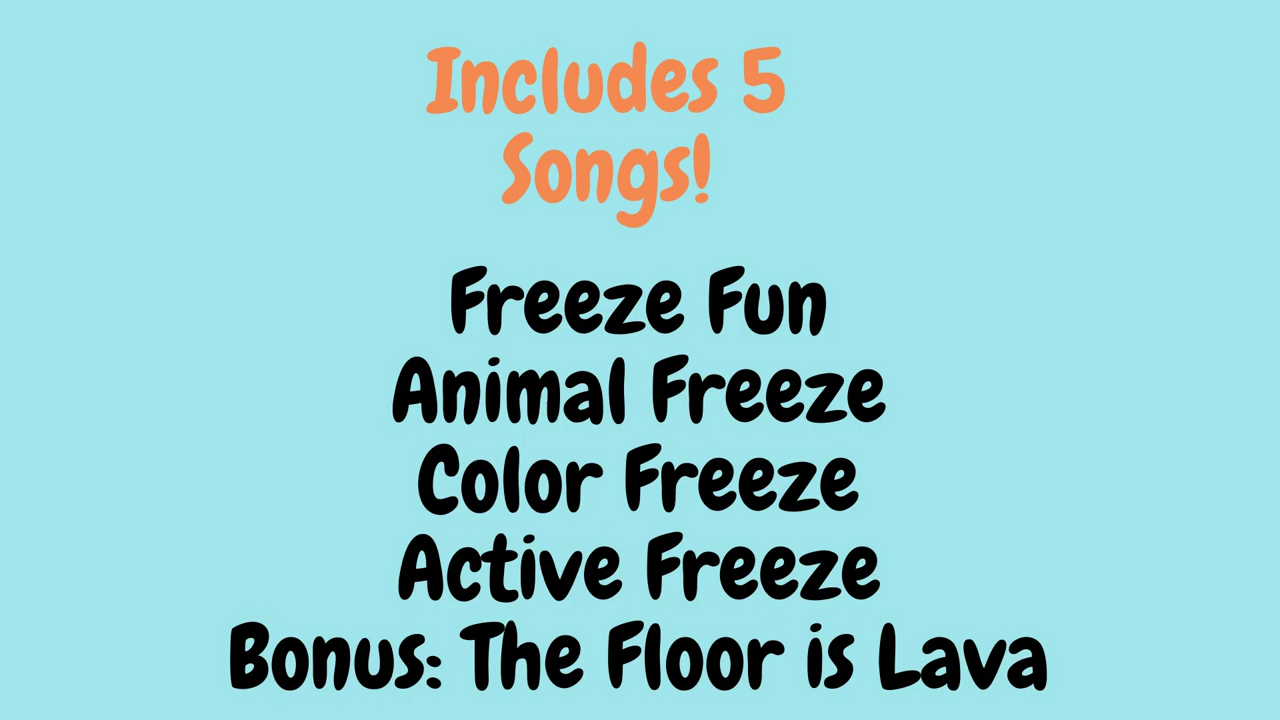 Includes 5
Songs!
Freeze Fun
Animal Freeze
Color Freeze
Active Freeze
Bonus: The Floor is Lava